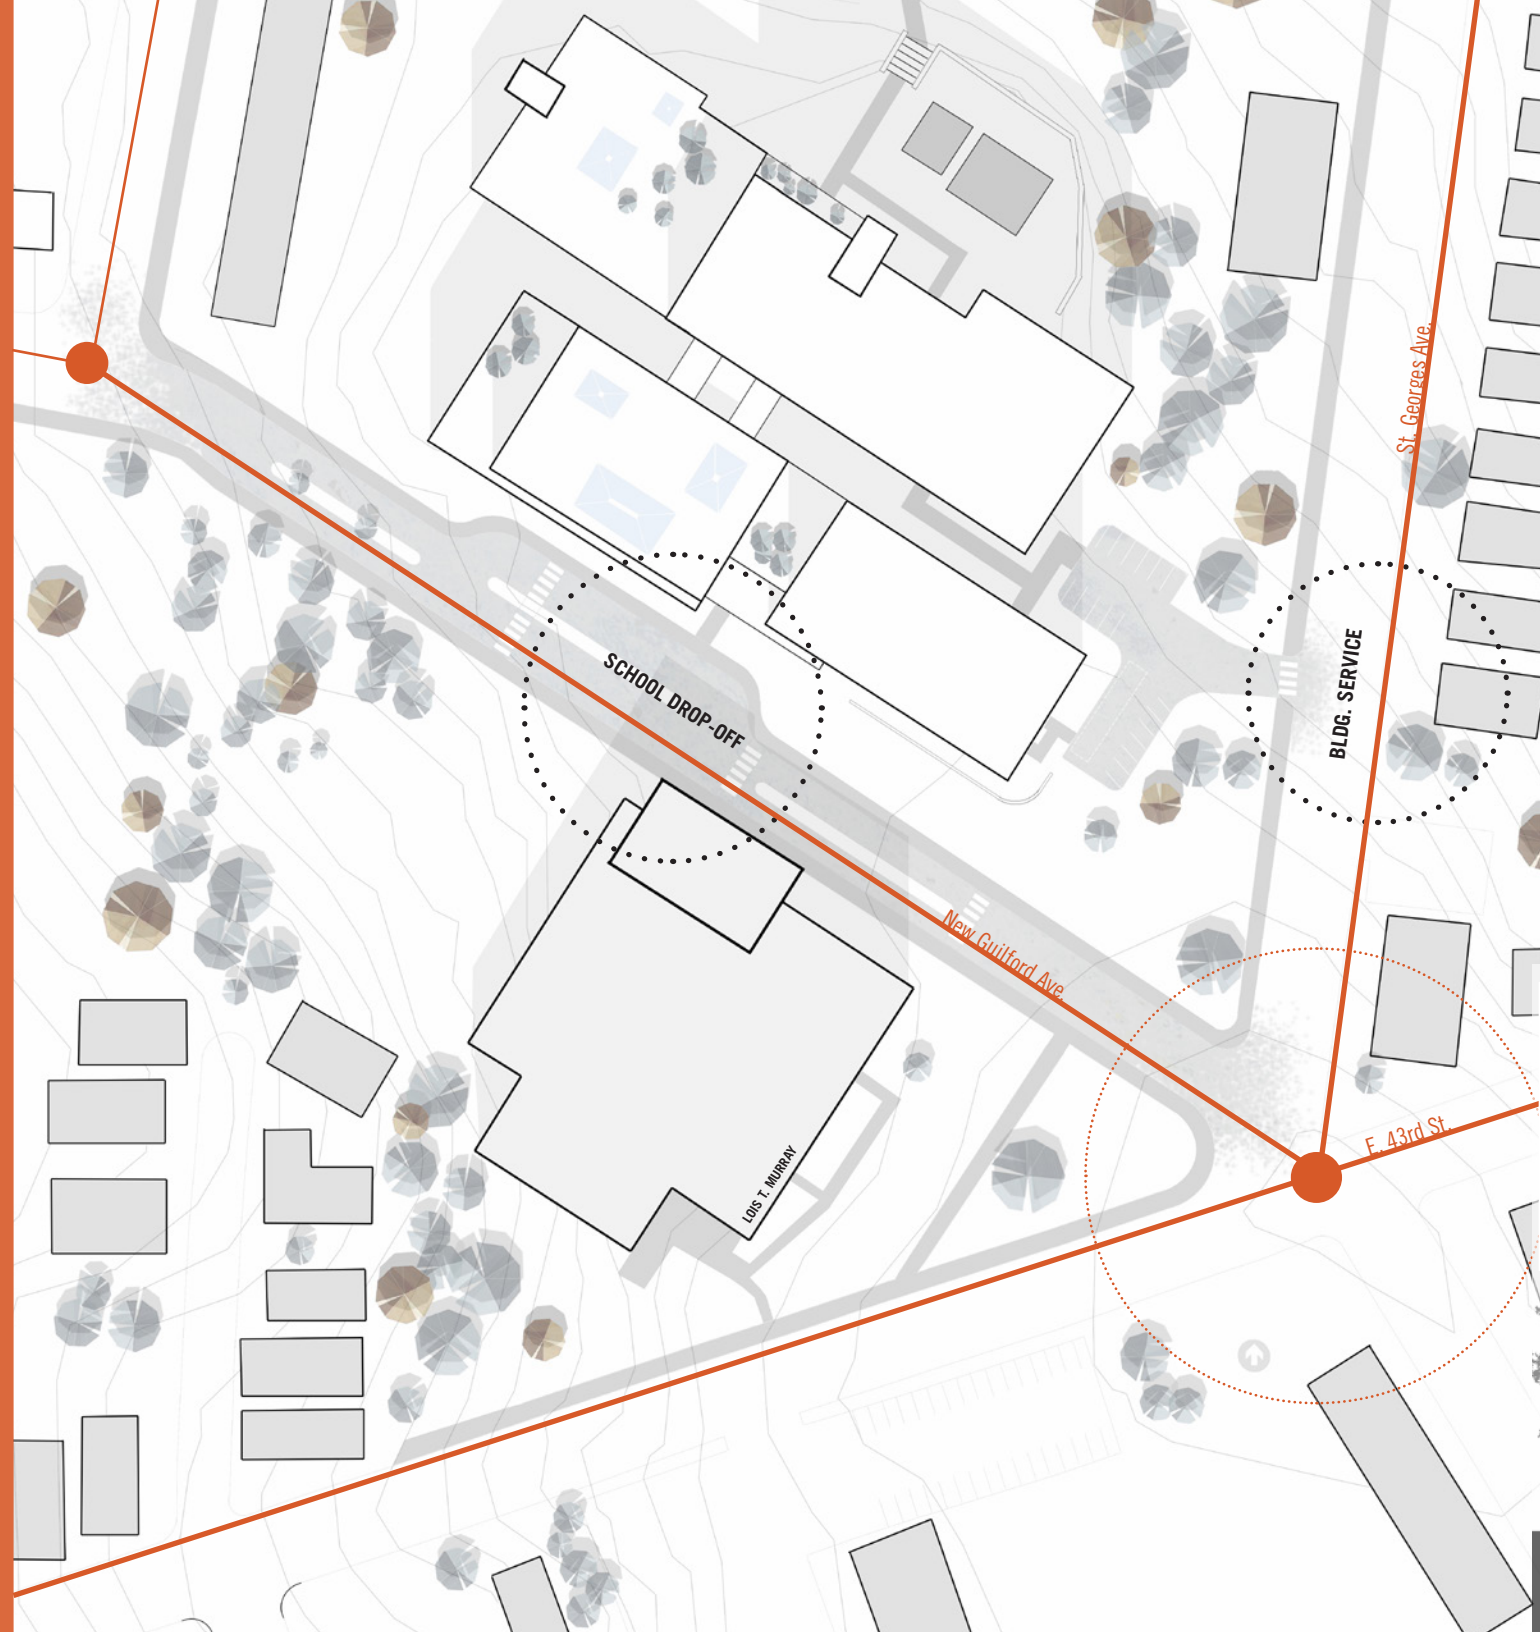 St. Georges Ave.
SCHOOL DROP-OFF
BLDG. SERVICE
New Guilford Ave.
E. 43rd St.
LOIS T. MURRAY